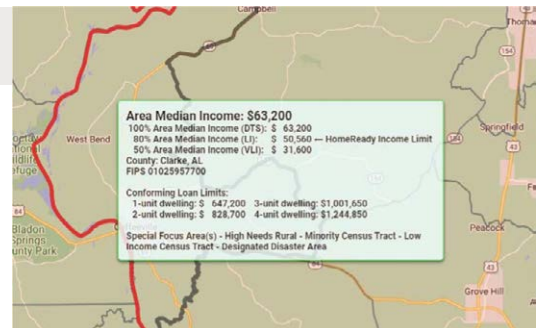 Campbell
69
Thomas
154
Springfield
West Bend
Area Median Income: $63,200
100% Area Median Income (DTS): $ 63,200
80% Area Median Income (LI): $ 50,560 ← HomeReady Income Limit
50% Area Median Income (VLI): $ 31,600
County: Clarke, AL
FIPS 01025957700
Conforming Loan Limits:
1-unit dwelling: $ 647,200 3-unit dwelling: $1,001,650
2-unit dwelling: $ 828,700 4-unit dwelling: $1,244,850
Special Focus Area(s) - High Needs Rural - Minority Census Tract - Low
Income Census Tract - Designated Disaster Area
Bladon
Springs
unty Park
Peacock
43
Grove Hill
43